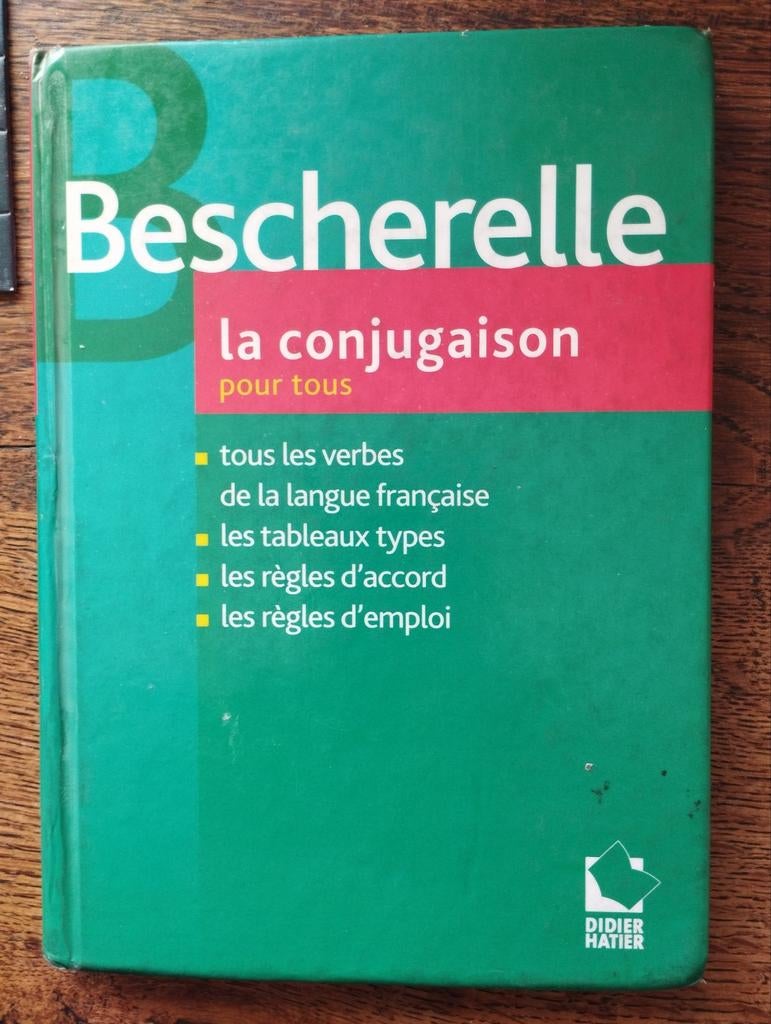 B
Bescherelle
la conjugaison
pour tous
tous les verbes
de la langue française
les tableaux types
les règles d'accord
les règles d'emploi
DIDIER
HATIER